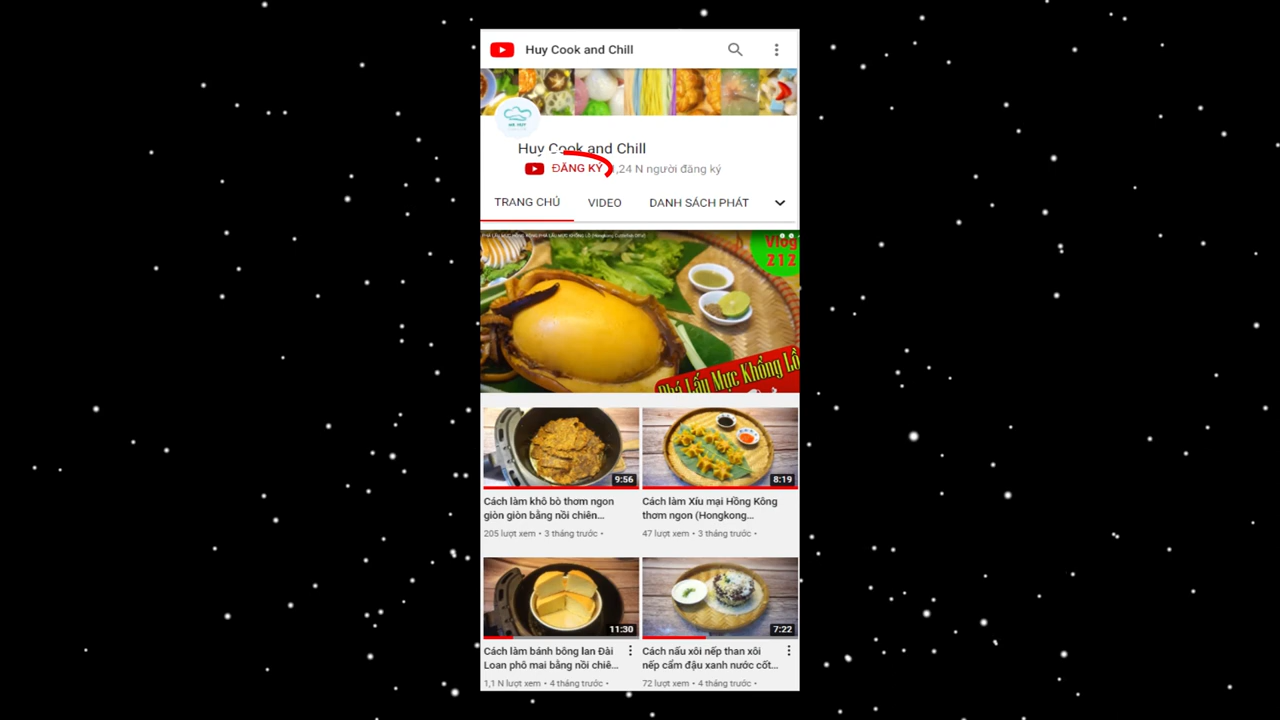 Huy Cook and Chill
Huy Cook and Chill
ĐĂNG KÝ 1,24 N người đăng ký
TRANG CHỦ VIDEO DANH SÁCH PHÁT
Vlog
212
Phá Lấu Mực Khổng Lồ
9:56
8:19
Cách làm khô bò thơm ngon
giòn giòn bằng nồi chiên...
205 lượt xem • 3 tháng trước •
Cách làm Xíu mại Hồng Kông
thơm ngon (Hongkong...
47 lượt xem • 3 tháng trước •
11:30
7:22
Cách làm bánh bông lan Đài
Loan phô mai bằng nồi chiê...
1,1 N lượt xem • 4 tháng trước •
Cách nấu xôi nếp than xôi
nếp cẩm đậu xanh nước cốt...
72 lượt xem • 4 tháng trước •